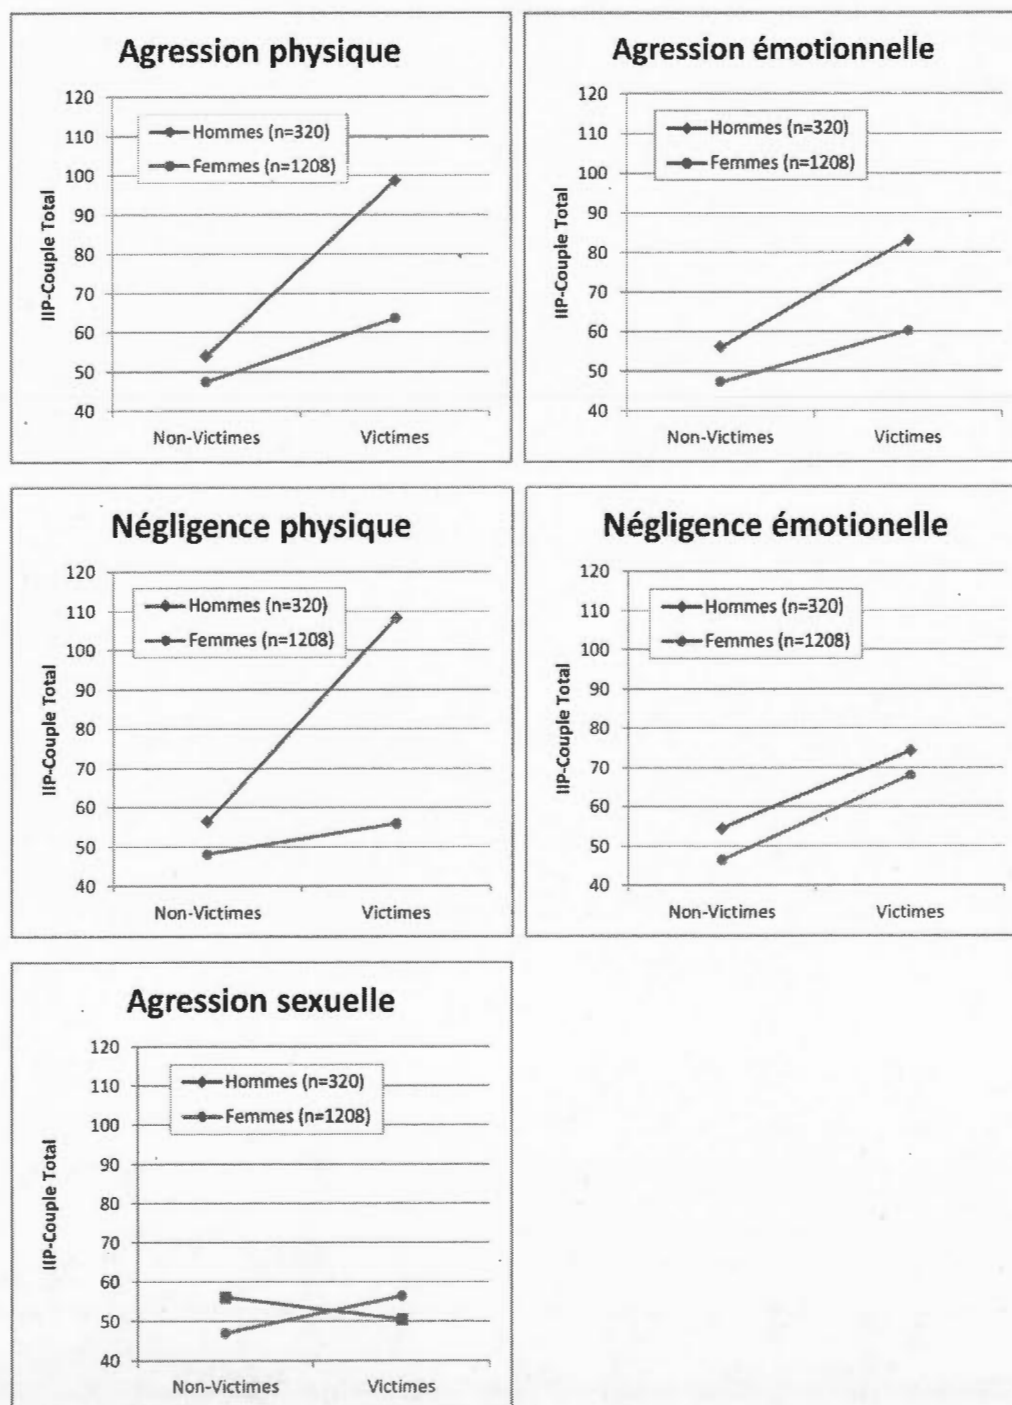 Agression physique
120
110
100
90
80
70
60
50
40
IIP-Couple Total
Hommes (n=320)
Femmes (n=1208)
Non-Victimes
Victimes
Agression émotionnelle
120
110
100
90
80
70
60
50
40
IIP-Couple Total
Hommes (n=320)
Femmes (n=1208)
Non-Victimes
Victimes
Négligence physique
120
110
100
90
80
70
60
50
40
IIP-Couple Total
Hommes (n=320)
Femmes (n=1208)
Non-Victimes
Victimes
Négligence émotionelle
120
110
100
90
80
70
60
50
40
IIP-Couple Total
Hommes (n=320)
Femmes (n=1208)
Non-Victimes
Victimes
Agression sexuelle
120
110
100
90
80
70
60
50
40
IIP-Couple Total
Hommes (n=320)
Femmes (n=1208)
Non-Victimes
Victimes